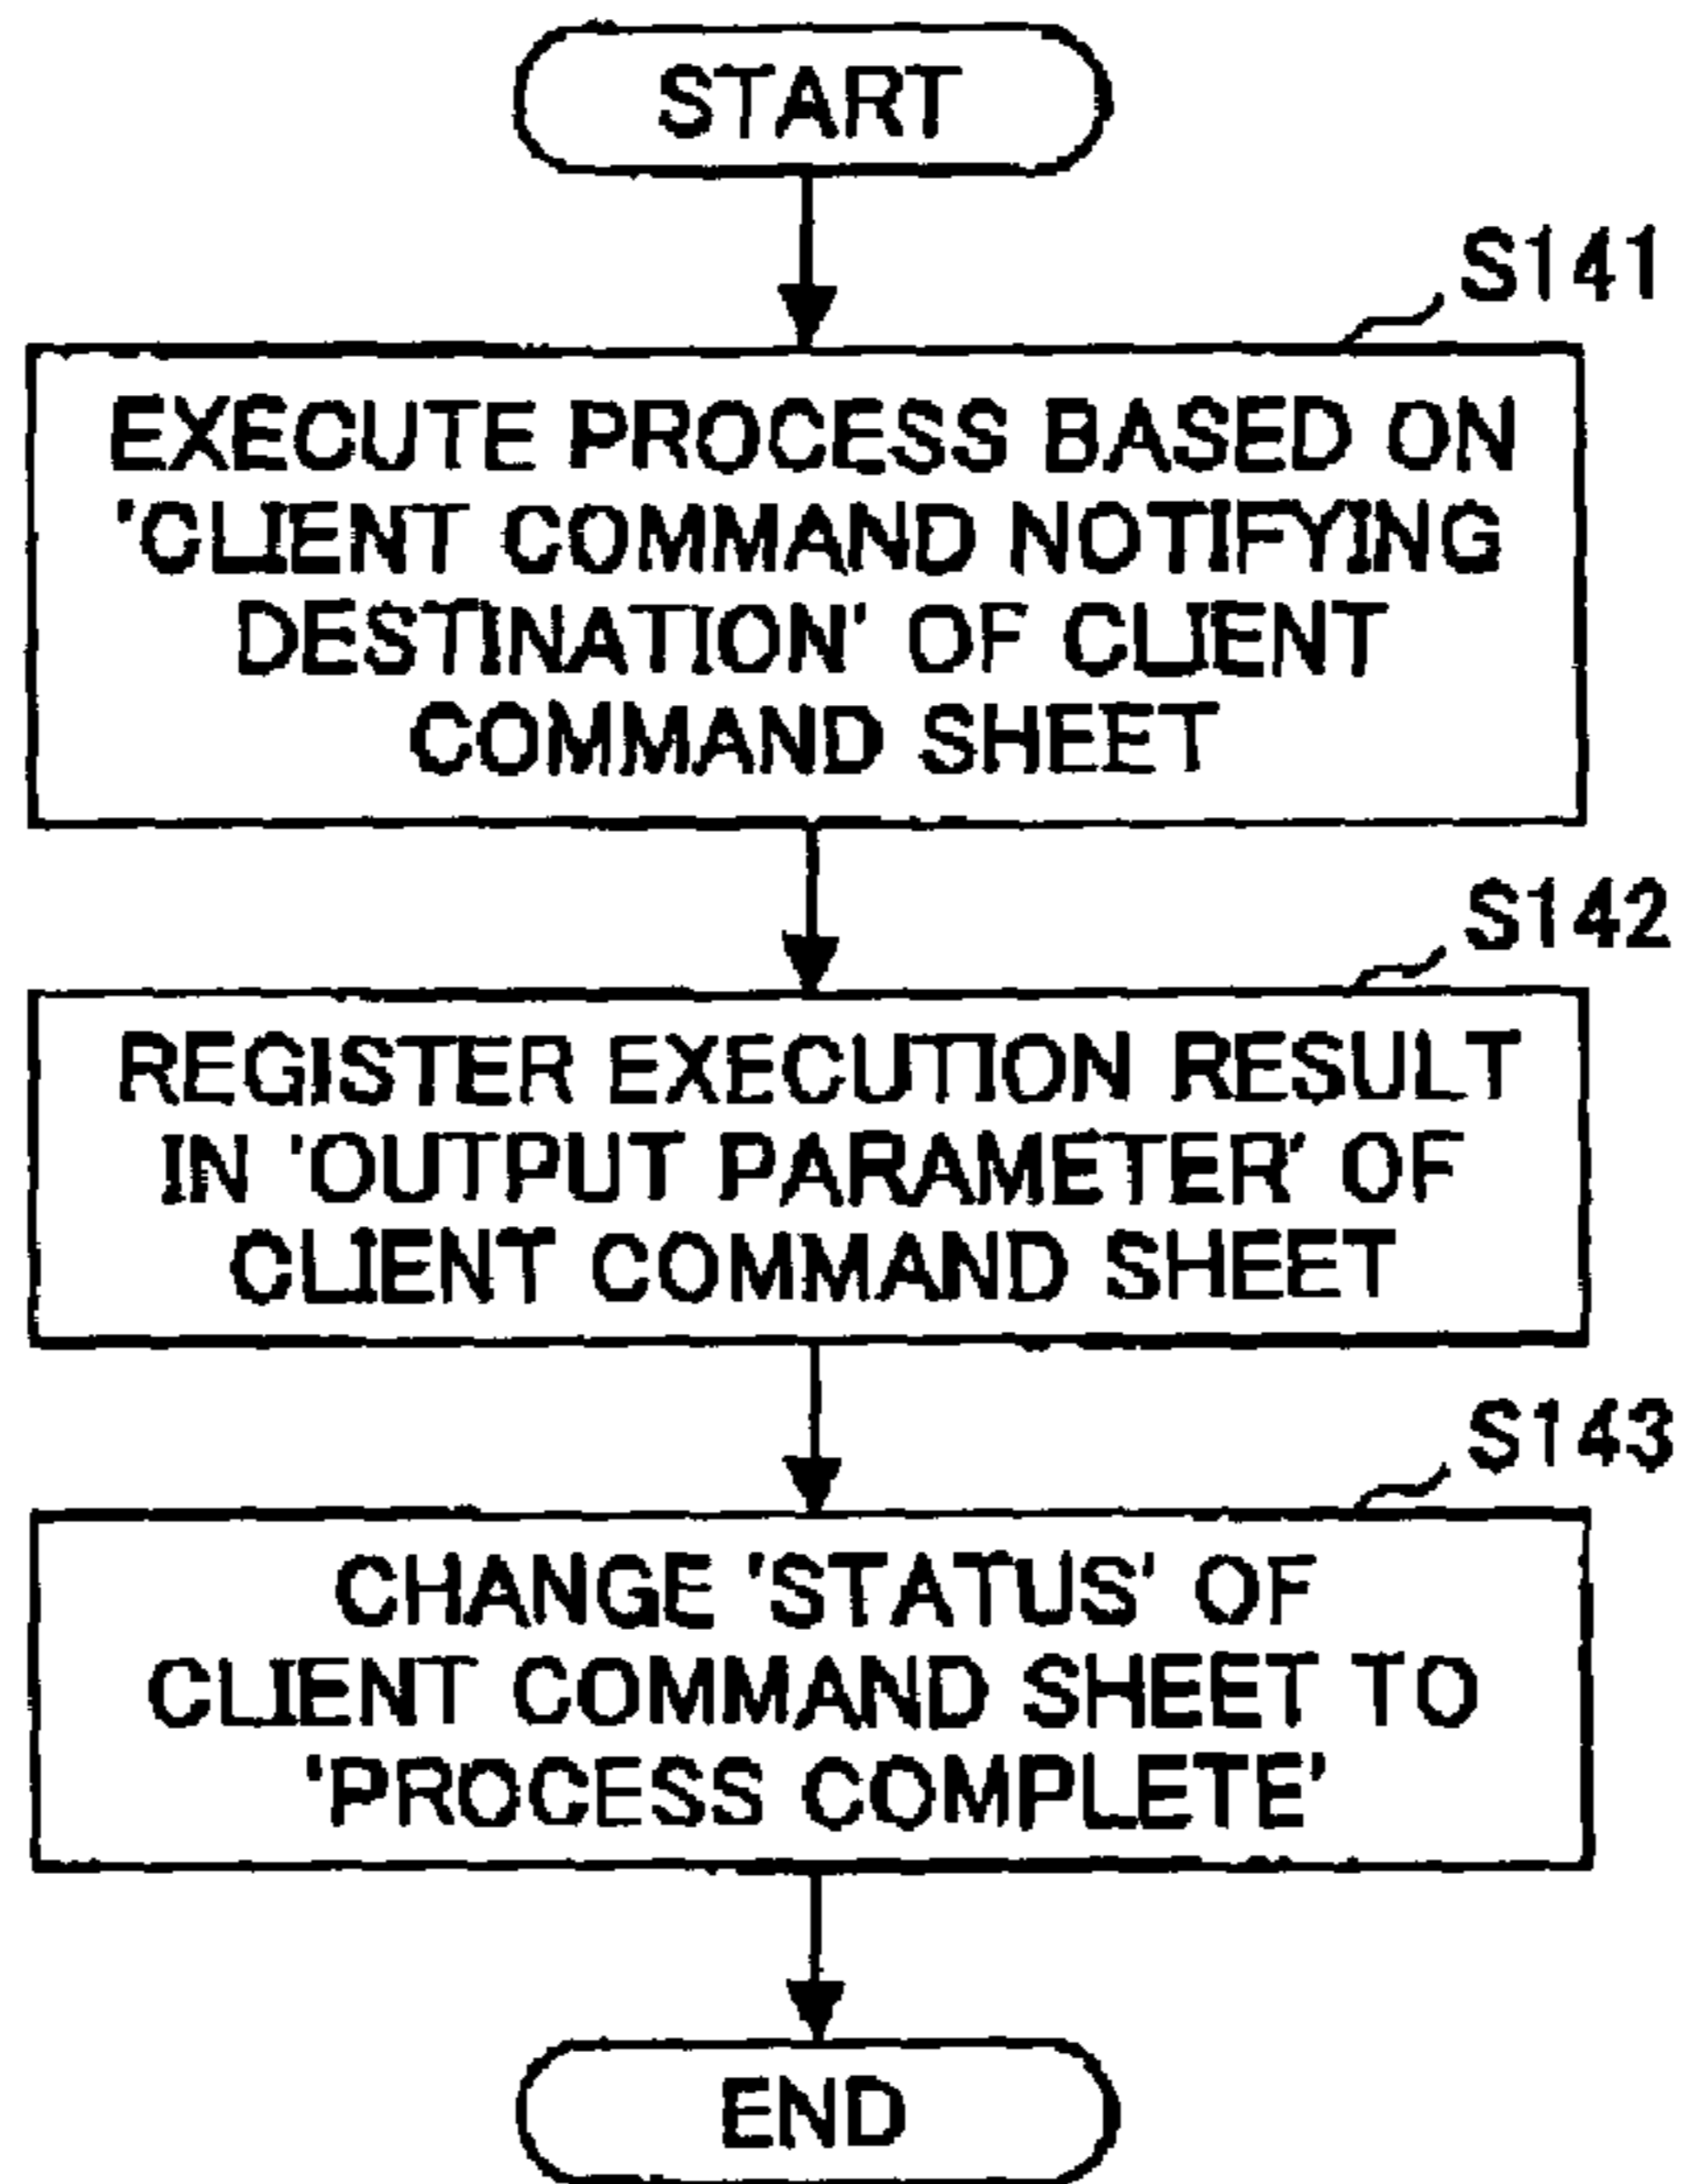 START
S141
EXECUTE PROCESS BASED ON
'CLIENT COMMAND NOTIFYING
DESTINATION' OF CLIENT
COMMAND SHEET
S142
REGISTER EXECUTION RESULT
IN 'OUTPUT PARAMETER' OF
CLIENT COMMAND SHEET
S143
CHANGE 'STATUS' OF
CLIENT COMMAND SHEET TO
'PROCESS COMPLETE'
END